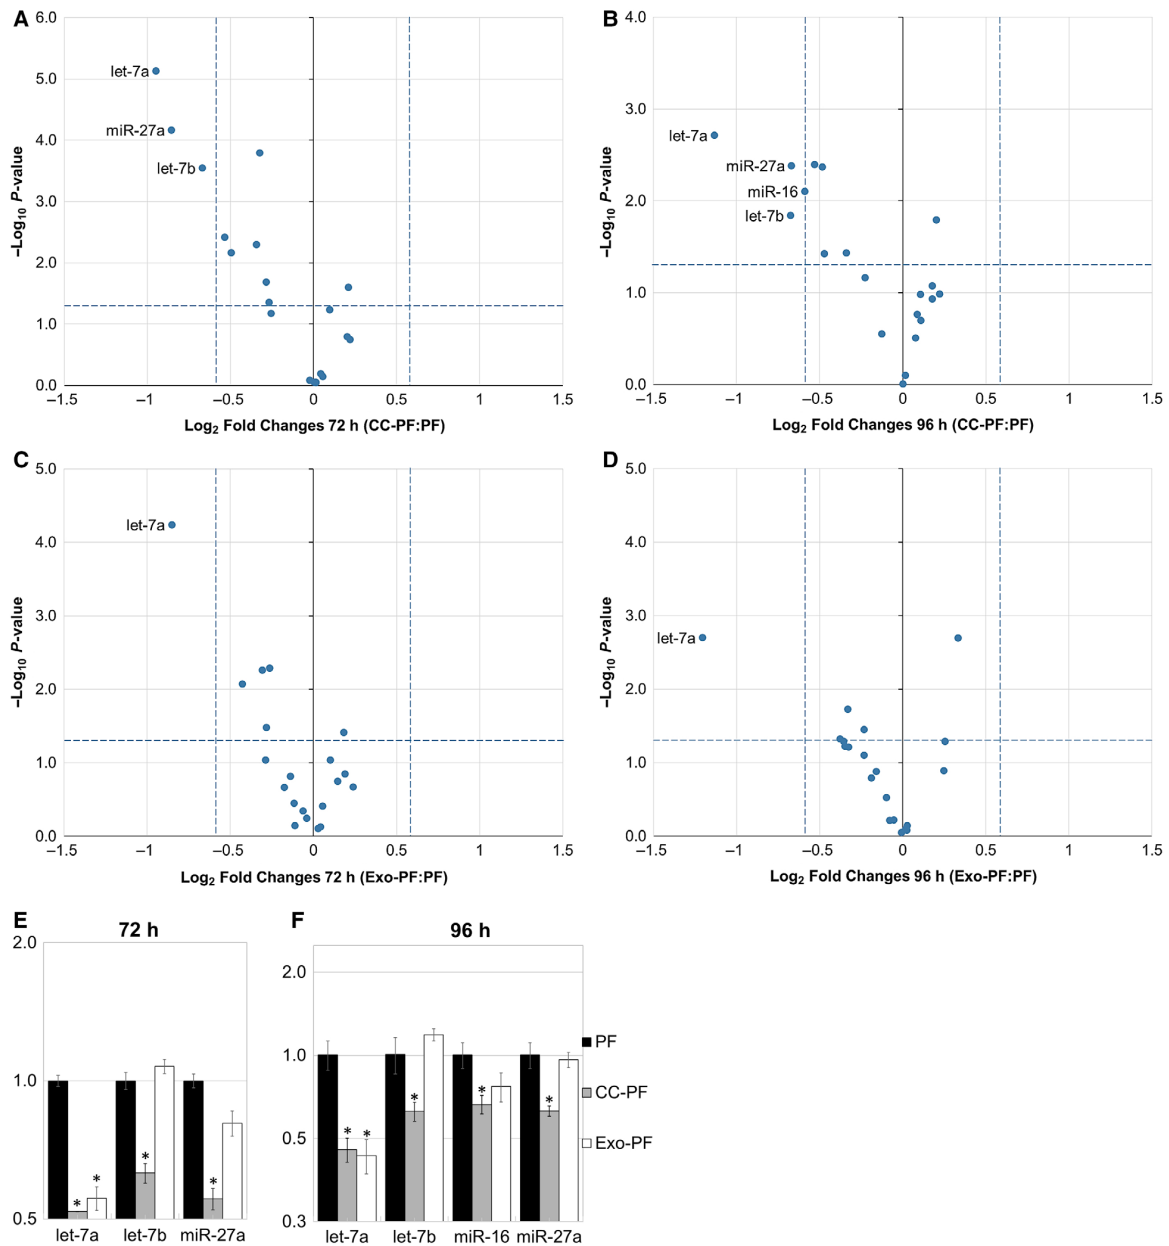 A
6.0
5.0
4.0
3.0
2.0
1.0
0.0
–Log10 P-value
let-7a
miR-27a
let-7b
–1.5 –1 –0.5 0 0.5 1 1.5
Log2 Fold Changes 72 h (CC-PF:PF)
B
4.0
3.0
2.0
1.0
0.0
–Log10 P-value
let-7a
miR-27a
miR-16
let-7b
–1.5 –1 –0.5 0 0.5 1 1.5
Log2 Fold Changes 96 h (CC-PF:PF)
C
5.0
4.0
3.0
2.0
1.0
0.0
–Log10 P-value
let-7a
–1.5 –1 –0.5 0 0.5 1 1.5
Log2 Fold Changes 72 h (Exo-PF:PF)
D
5.0
4.0
3.0
2.0
1.0
0.0
–Log10 P-value
let-7a
–1.5 –1 –0.5 0 0.5 1 1.5
Log2 Fold Changes 96 h (Exo-PF:PF)
E
72 h
2.0
1.0
0.5
* * * *
let-7a let-7b miR-27a
F
96 h
2.0
1.0
0.5
0.3
* * * * *
let-7a let-7b miR-16 miR-27a
PF
CC-PF
Exo-PF